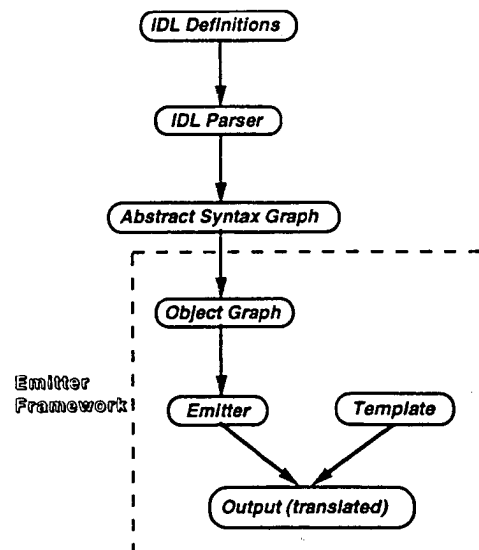 IDL Definitions
IDL Parser
Abstract Syntax Graph
Object Graph
Emitter
Framework
Emitter
Template
Output (translated)